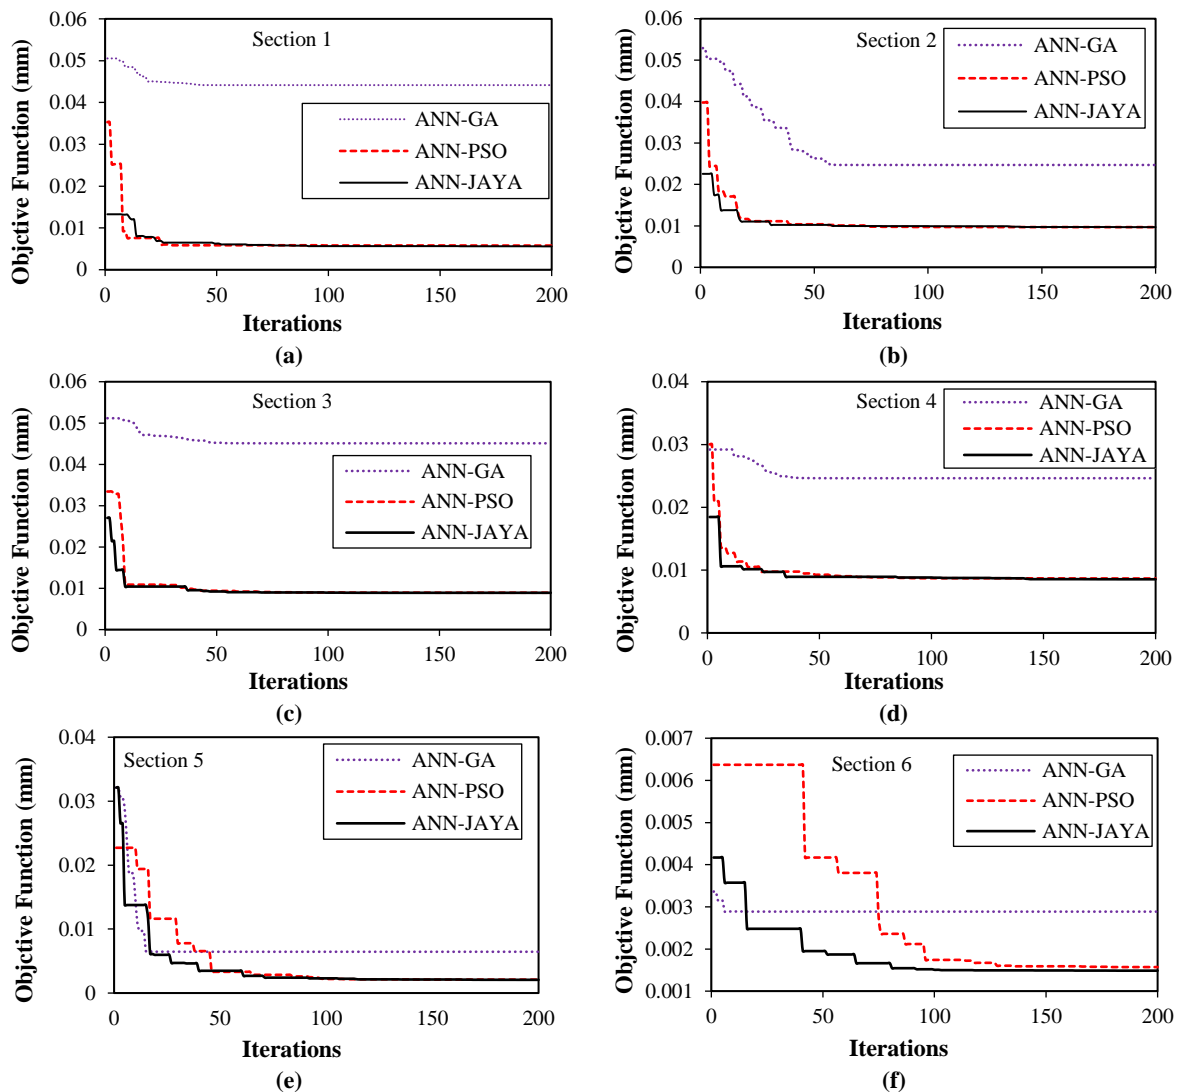 0.06
0.05
0.04
0.03
0.02
0.01
0
Objctive Function (mm)
Section 1
ANN-GA
ANN-PSO
ANN-JAYA
0 50 100 150 200
Iterctions
(a)
0.06
0.05
0.04
0.03
0.02
0.01
0
Objctive Function (mm)
Section 2
ANN-GA
ANN-PSO
ANN-JAYA
0 50 100 150 200
Iterctions
(b)
0.06
0.05
0.04
0.03
0.02
0.01
0
Objctive Function (mm)
Section 3
ANN-GA
ANN-PSO
ANN-JAYA
0 50 100 150 200
Iterctions
(c)
0.04
0.03
0.02
0.01
0
Objctive Function (mm)
Section 4
ANN-GA
ANN-PSO
ANN-JAYA
0 50 100 150 200
Iterctions
(d)
0.04
0.03
0.02
0.01
0
Objctive Function (mm)
Section 5
ANN-GA
ANN-PSO
ANN-JAYA
0 50 100 150 200
Iterctions
(e)
0.007
0.006
0.005
0.004
0.003
0.002
0.001
Objctive Function (mm)
Section 6
ANN-GA
ANN-PSO
ANN-JAYA
0 50 100 150 200
Iterctions
(f)